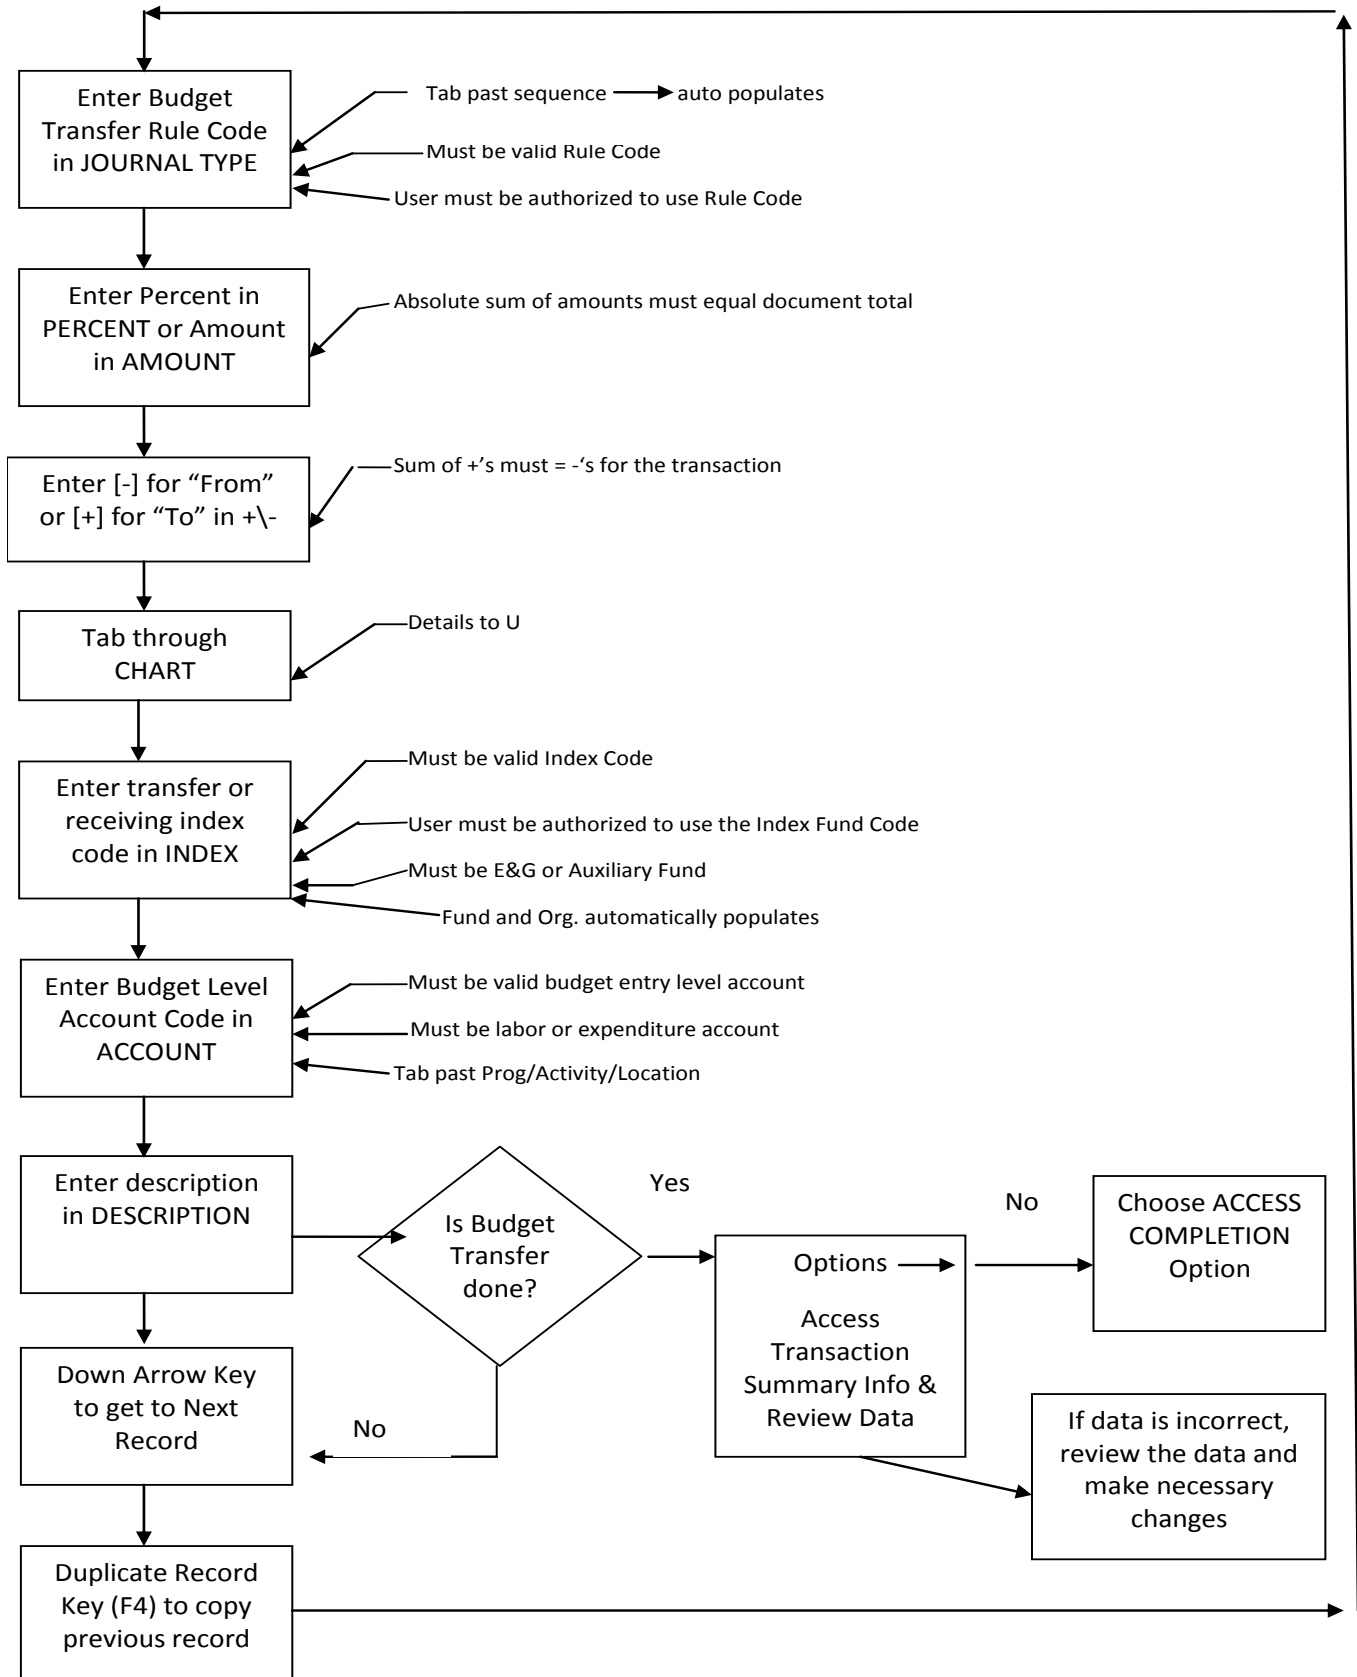 Enter Budget
Transfer Rule Code
in JOURNAL TYPE
Tab past sequence
auto populates
Must be valid Rule Code
User must be authorized to use Rule Code
Enter Percent in
PERCENT or Amount
in AMOUNT
Absolute sum of amounts must equal document total
Enter [-] for “From”
or [+] for “To” in +\-
Sum of +’s must = -‘s for the transaction
Tab through
CHART
Details to U
Enter transfer or
receiving index
code in INDEX
Must be valid Index Code
User must be authorized to use the Index Fund Code
Must be E&G or Auxiliary Fund
Fund and Org. automatically populates
Enter Budget Level
Account Code in
ACCOUNT
Must be valid budget entry level account
Must be labor or expenditure account
Tab past Prog/Activity/Location
Enter description
in DESCRIPTION
Is Budget
Transfer
done?
Yes
Options
Access
Transaction
Summary Info &
Review Data
No
Choose ACCESS
COMPLETION
Option
If data is incorrect,
review the data and
make necessary
changes
No
Down Arrow Key
to get to Next
Record
Duplicate Record
Key (F4) to copy
previous record